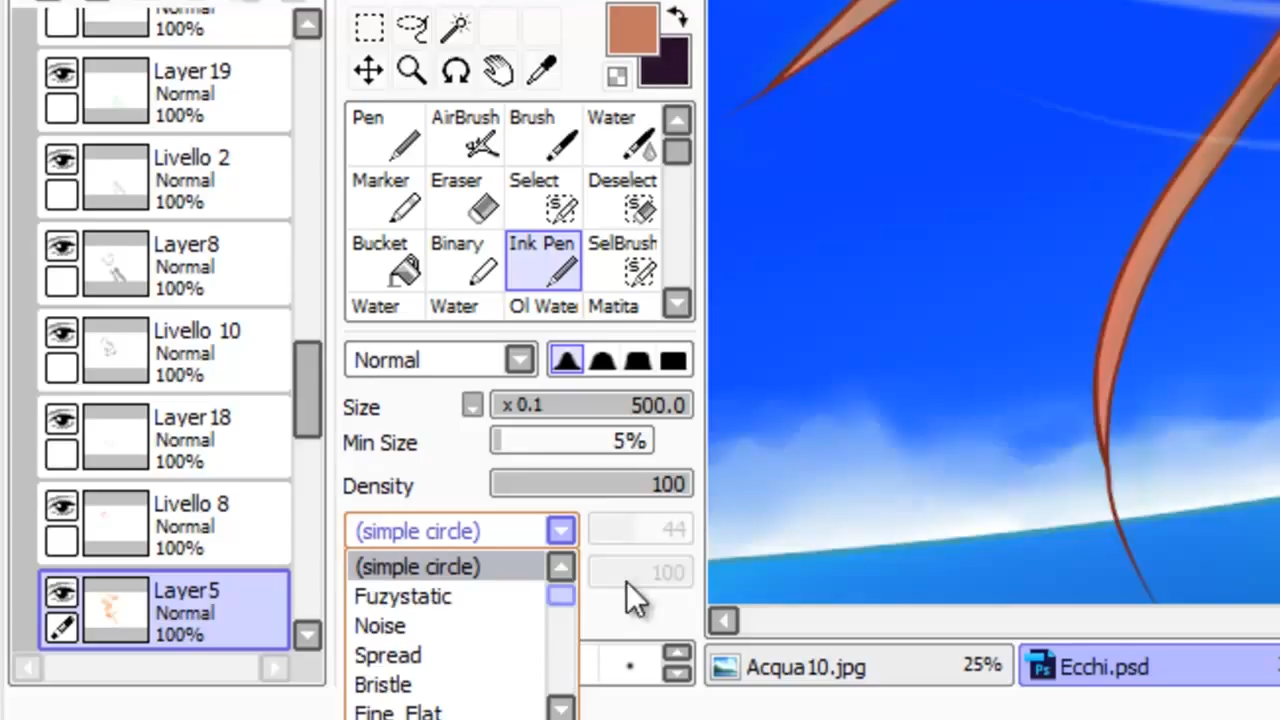 Normal
100%
Layer19
Normal
100%
Livello 2
Normal
100%
Layer8
Normal
100%
Livello 10
Normal
100%
Layer18
Normal
100%
Livello 8
Normal
100%
Layer5
Normal
100%
Pen AirBrush Brush Water
Marker Eraser Select Deselect
Bucket Binary Ink Pen SelBrush
Water Water Ol Water Matita
Normal
Size x 0.1 500.0
Min Size 5%
Density 100
(simple circle) 44
(simple circle) 100
Fuzystatic
Noise
Spread
Bristle
Fine_Flat
Acqua10.jpg 25% Ecchi.psd